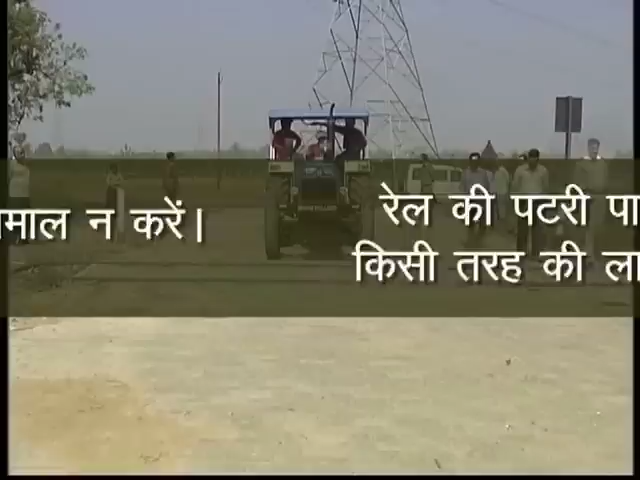 न करें।
रेल की पटरी
किसी तरह की